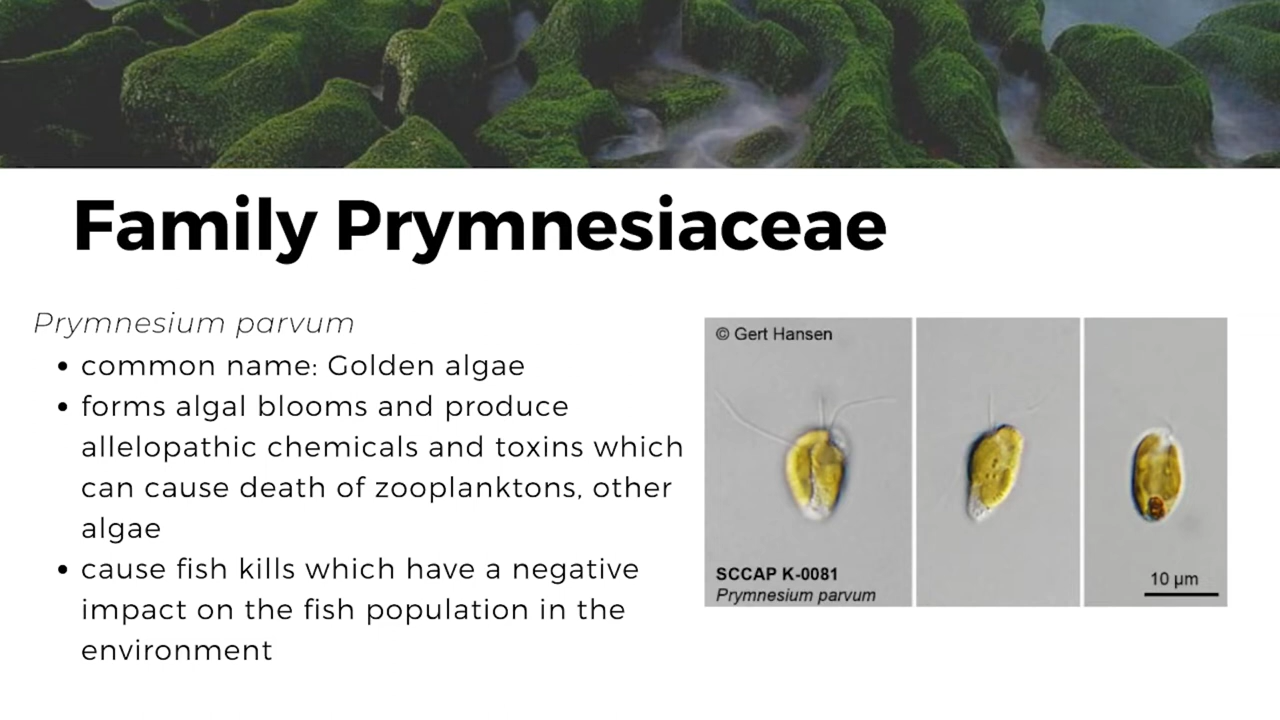 Family Prymnesiaceae
Prymnesium parvum
• common name: Golden algae
• forms algal blooms and produce
allelopathic chemicals and toxins which
can cause death of zooplanktons, other
algae
• cause fish kills which have a negative
impact on the fish population in the
environment
© Gert Hansen
SCCAP K-0081
Prymnesium parvum
10 µm